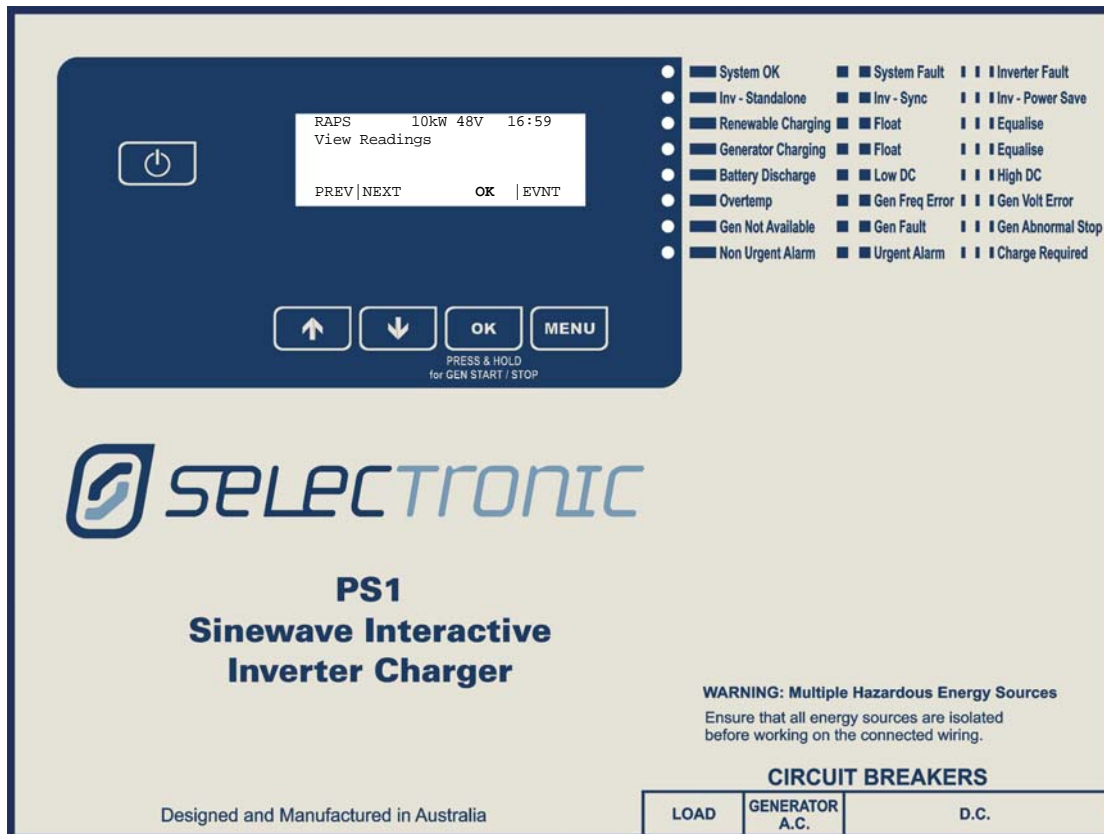 RAPS 10kW 48V 16:59
View Readings
PREV|NEXT OK |EVNT
OK
MENU
PRESS & HOLD
for GEN START / STOP
System OK System Fault Inverter Fault
Inv - Standalone Inv - Sync Inv - Power Save
Renewable Charging Float Equalise
Generator Charging Float Equalise
Battery Discharge Low DC High DC
Overtemp Gen Freq Error Gen Volt Error
Gen Not Available Gen Fault Gen Abnormal Stop
Non Urgent Alarm Urgent Alarm Charge Required
SELECTRONIC
PS1
Sinewave Interactive
Inverter Charger
WARNING: Multiple Hazardous Energy Sources
Ensure that all energy sources are isolated
before working on the connected wiring.
CIRCUIT BREAKERS
LOAD
GENERATOR
A.C.
D.C.
Designed and Manufactured in Australia